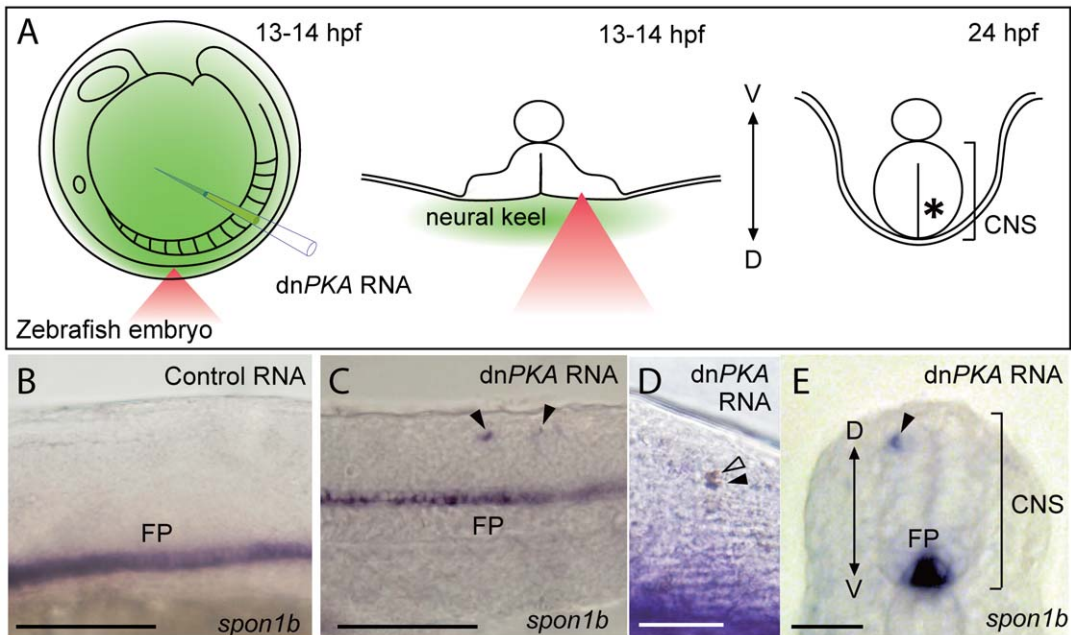 A
13-14 hpf
13-14 hpf
24 hpf
V
D
neural keel
*
CNS
dnPKA RNA
Zebrafish embryo
B
Control RNA
FP
spon1b
C
dnPKA RNA
FP
spon1b
D
dnPKA
RNA
E
dnPKA RNA
D
V
FP
CNS
spon1b